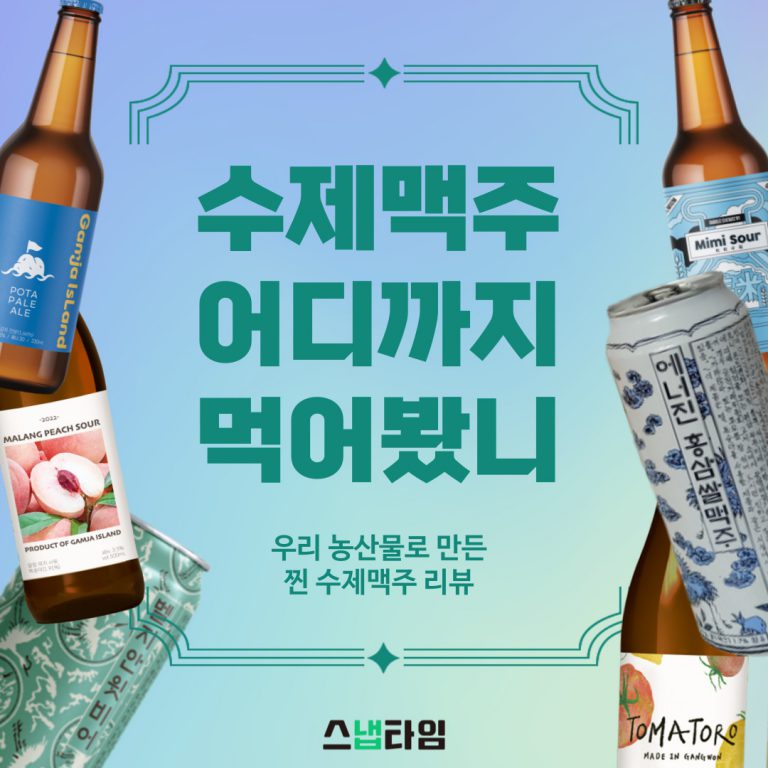 수제맥주
어디까지
먹어봤니
우리 농산물로 만든
찐 수제맥주 리뷰
스냅타임
Gamja Island
POTA
PALE
ALE
-2022-
MALANG PEACH SOUR
PRODUCT OF GAMJA ISLAND
Mimi Sour
에너진 홍삼쌀맥주
TOMATORO
MADE IN GANGWON